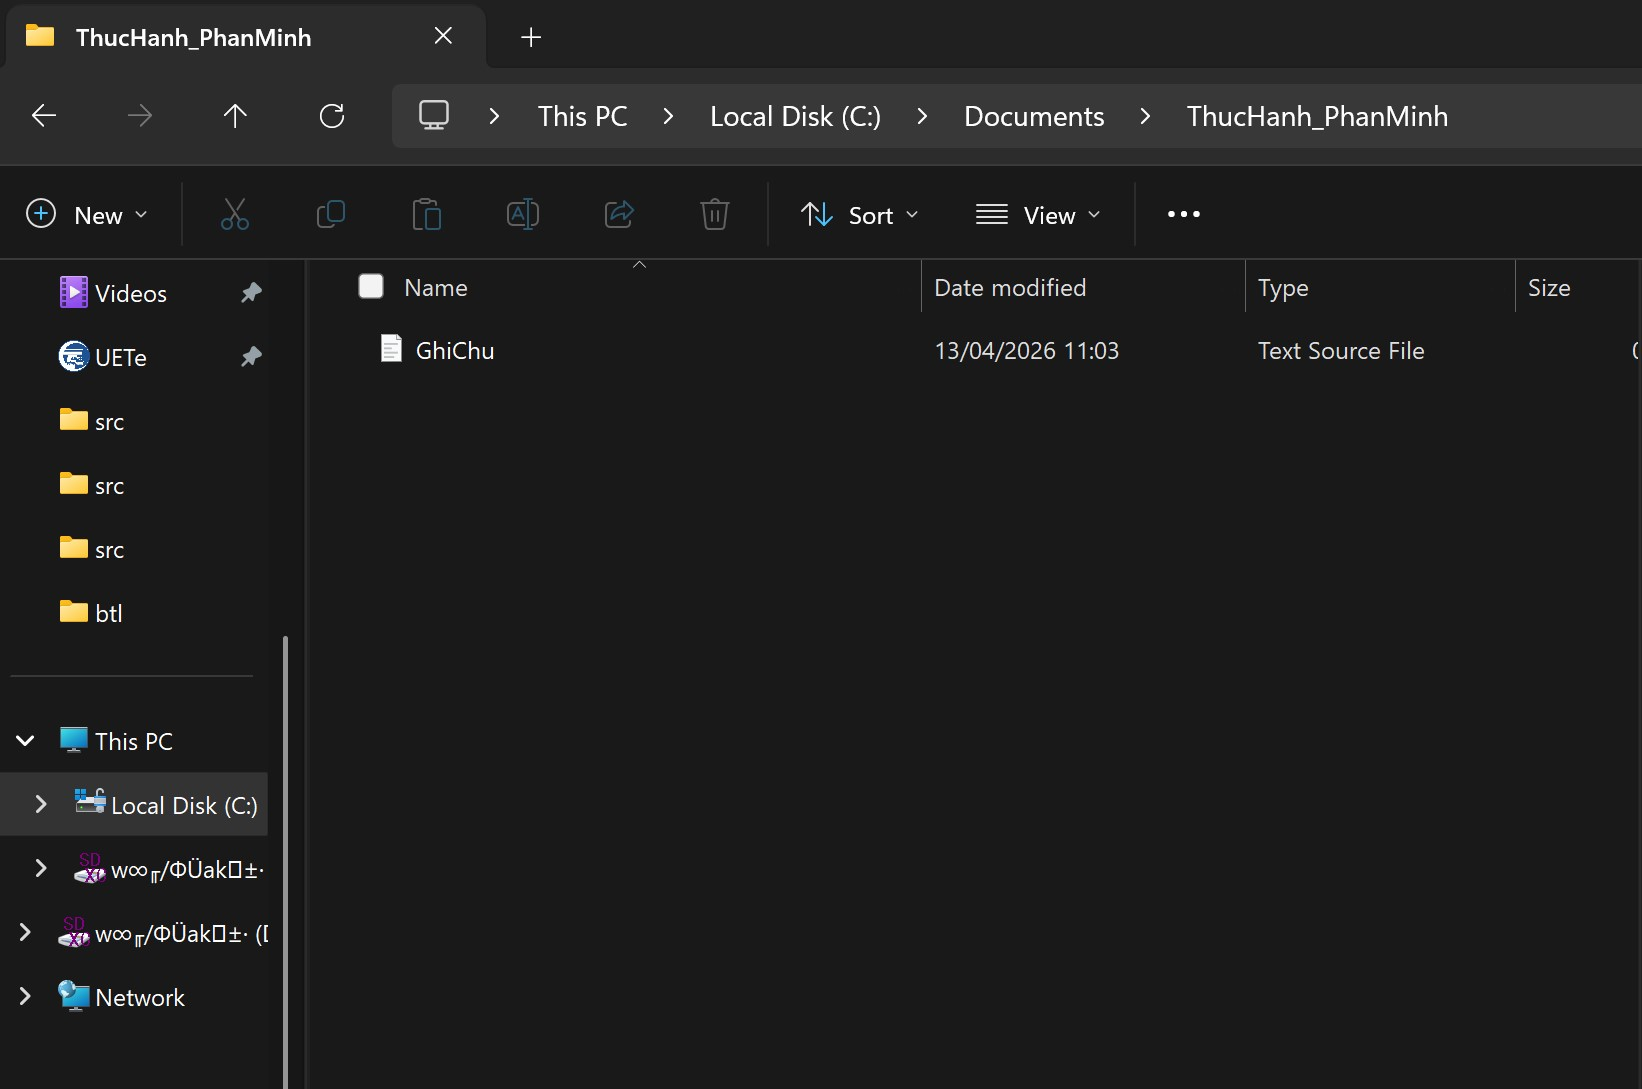 ThucHanh_PhanMinh
This PC > Local Disk (C:) > Documents > ThucHanh_PhanMinh
New Sort View
Name Date modified Type Size
GhiChu 13/04/2026 11:03 Text Source File
Videos
UETe
src
src
src
btl
This PC
Local Disk (C:)
Network